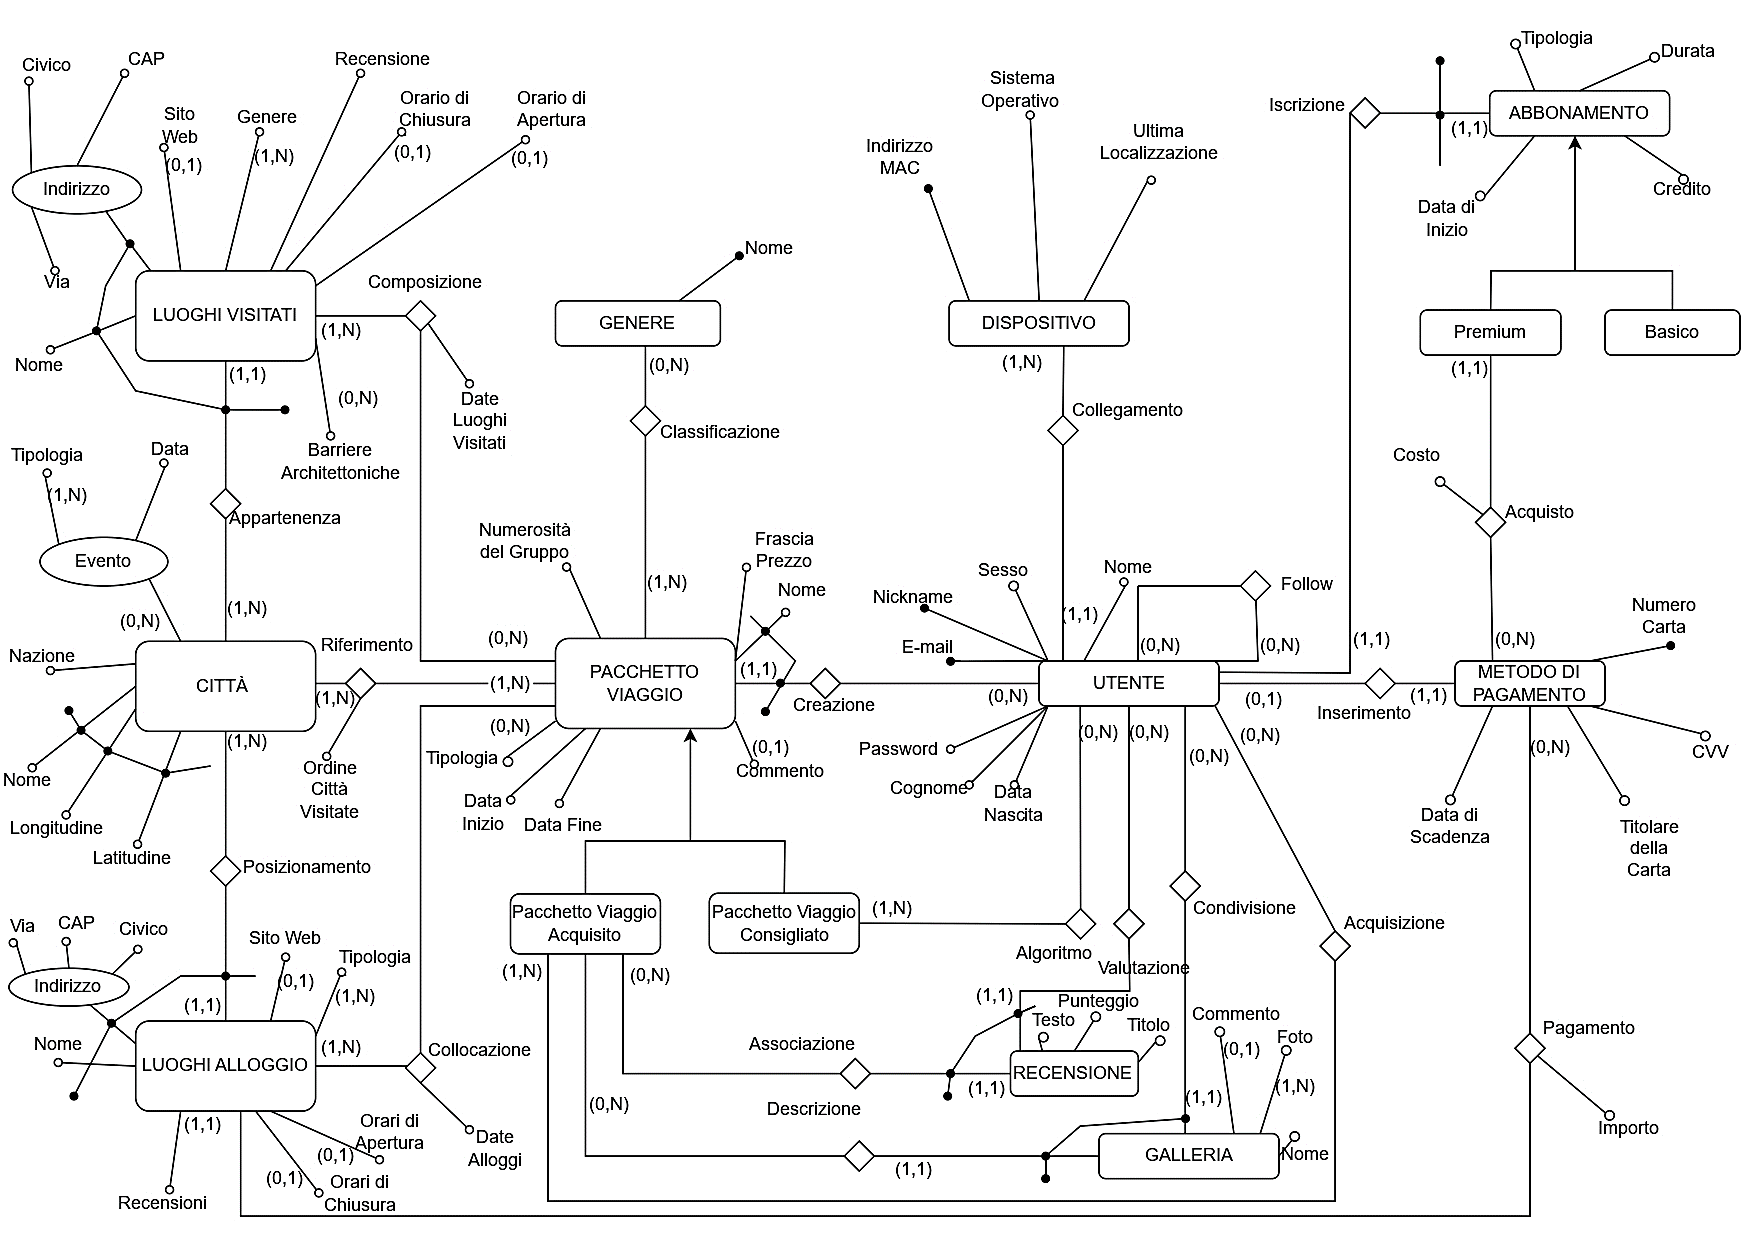 Civico
CAP
Indirizzo
Via
Sito
Web
(0,1)
Genere
(1,N)
Recensione
Orario di
Chiusura
(0,1)
Orario di
Apertura
(0,1)
LUOGHI VISITATI
Nome
(1,1)
(1,N)
Composizione
Date
Luoghi
Visitati
(0,N)
Barriere
Architettoniche
GENERE
Nome
(0,N)
Classificazione
(1,N)
Indirizzo
MAC
Sistema
Operativo
Ultima
Localizzazione
DISPOSITIVO
(1,N)
Collegamento
(1,1)
Iscrizione
Tipologia
Durata
ABBONAMENTO
(1,1)
Data di
Inizio
Credito
Premium
Basico
(1,1)
Costo
Acquisto
(0,N)
Tipologia
(1,N)
Data
Evento
(0,N)
Appartenenza
(1,N)
Nazione
CITTÀ
Riferimento
(1,N)
(1,N)
Ordine
Città
Visitate
Nome
Longitudine
Latitudine
(1,N)
Posizionamento
Numerosità
del Gruppo
Frascia
Prezzo
Nome
(0,N)
PACCHETTO
VIAGGIO
(1,N)
(0,N)
(1,1)
Creazione
(0,N)
Tipologia
Data
Inizio
Data Fine
(0,1)
Commento
Nickname
Sesso
Nome
E-mail
Follow
(0,N)
(0,N)
(1,1)
UTENTE
Password
Cognome
Data
Nascita
(0,N)
(0,N)
(0,N)
(0,N)
(0,1)
Inserimento
(1,1)
METODO DI
PAGAMENTO
Numero
Carta
CVV
Data di
Scadenza
Titolare
della
Carta
(0,N)
Pacchetto Viaggio
Acquisito
Pacchetto Viaggio
Consigliato
(1,N)
Algoritmo
Valutazione
Condivisione
Acquisizione
(1,N)
(0,N)
(0,N)
Via
CAP
Civico
Indirizzo
Sito Web
(0,1)
Tipologia
(1,N)
(1,1)
Nome
LUOGHI ALLOGGIO
(1,N)
Collocazione
Date
Alloggi
(1,1)
Recensioni
Orari di
Apertura
(0,1)
Orari di
Chiusura
(0,1)
Associazione
(1,1)
(1,1)
Testo
Punteggio
Titolo
RECENSIONE
Descrizione
(1,1)
(1,1)
Commento
(0,1)
Foto
(1,N)
GALLERIA
Nome
Pagamento
Importo